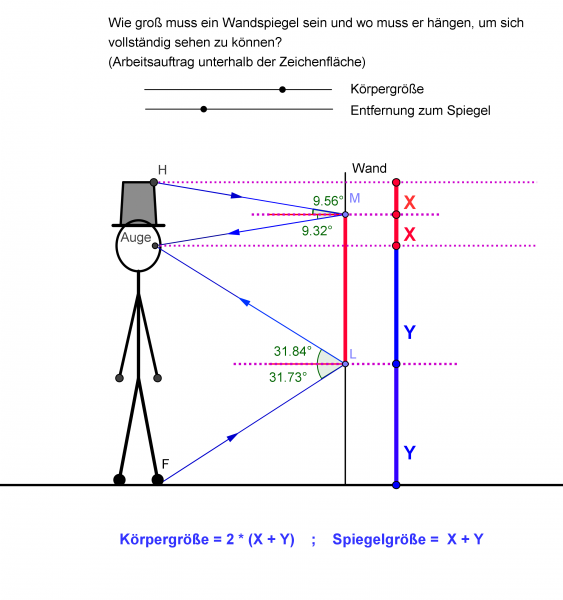 Wie groß muss ein Wandspiegel sein und wo muss er hängen, um sich
vollständig sehen zu können?
(Arbeitsauftrag unterhalb der Zeichenfläche)
Körpergröße
Entfernung zum Spiegel
H
Wand
9.56°
M
X
9.32°
Auge
X
Y
31.84°
L
31.73°
Y
F
Körpergröße = 2 * (X + Y) ; Spiegelgröße = X + Y